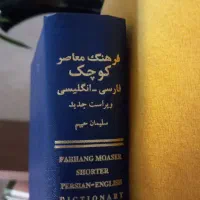 فرهنگ معاصر
کوچک
فارسی - انگلیسی
ویراست جدید
سلیمان حییم
FARHANG MOASER
SHORTER
PERSIAN-ENGLISH
DICTIONARY